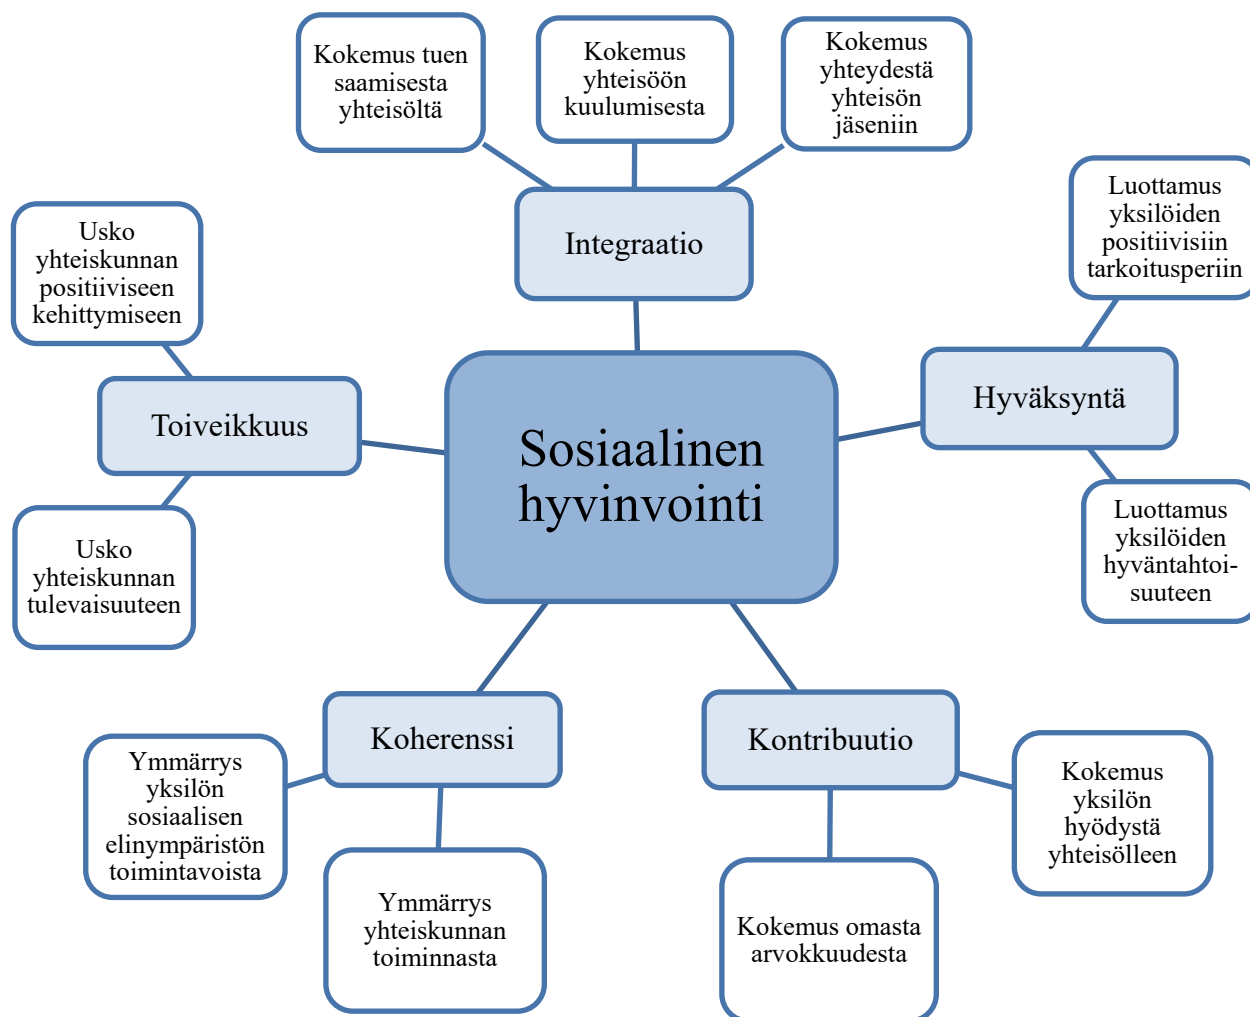 Kokemus tuen
saamisesta
yhteisöltä
Kokemus
yhteisöön
kuulumisesta
Kokemus
yhteydestä
yhteisön
jäseniin
Integraatio
Luottamus
yksilöiden
positiivisiin
tarkoitusperiin
Hyväksyntä
Luottamus
yksilöiden
hyväntahtoi-
suuteen
Usko
yhteiskunnan
positiiviseen
kehittymiseen
Toiveikkuus
Usko
yhteiskunnan
tulevaisuuteen
Sosiaalinen
hyvinvointi
Koherenssi
Ymmärrys
yksilön
sosiaalisen
elinympäristön
toimintavoista
Ymmärrys
yhteiskunnan
toiminnasta
Kontribuutio
Kokemus
yksilön
hyödystä
yhteisölleen
Kokemus omasta
arvokkuudesta